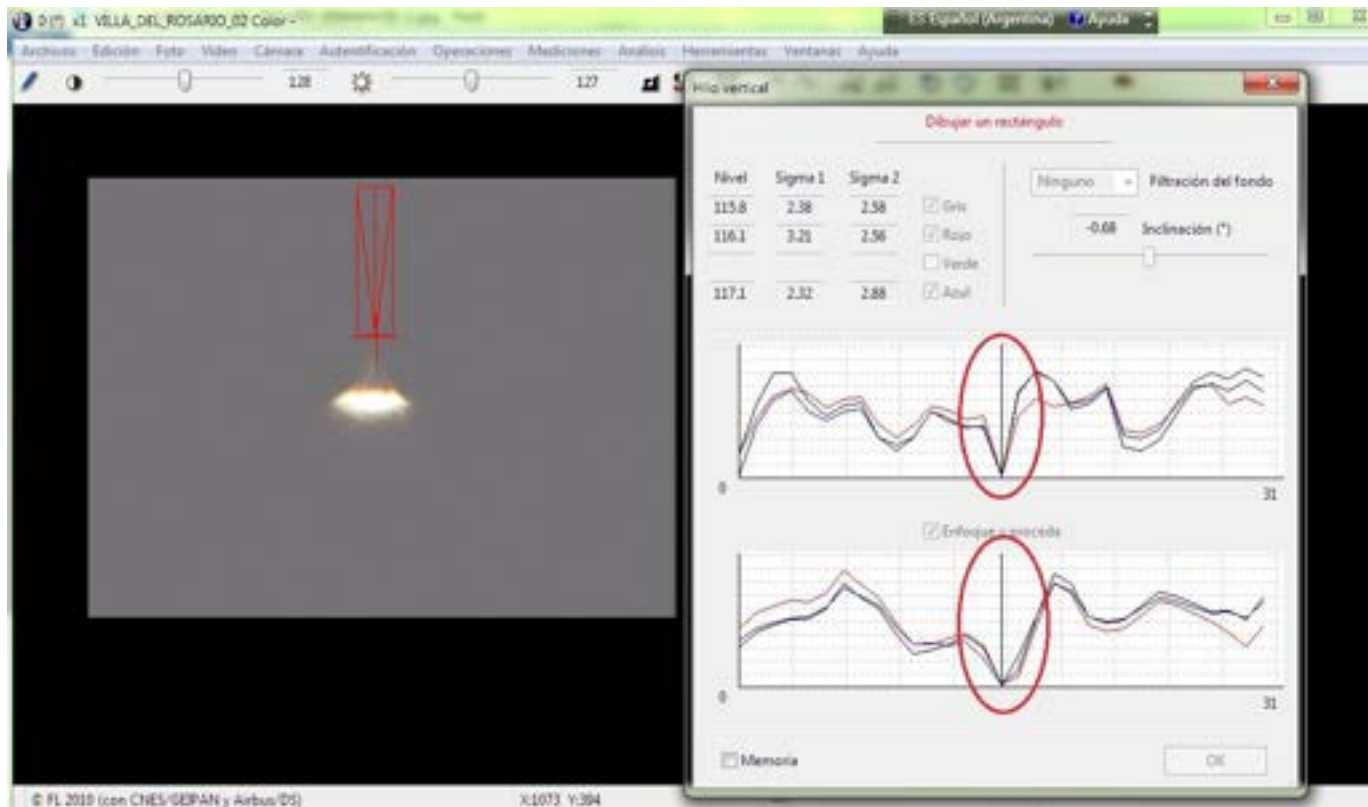 VILLA_DEL_ROSARIO_02 Color -
ES Español (Argentina) Ayuda
Archivos Edición Foto Video Cámara Autentificación Operaciones Mediciones Análisis Herramientas Ventanas Ayuda
128 127
Hilo vertical
Dibujar un rectángulo
Nivel Sigma 1 Sigma 2
Ninguno Filtración del fondo
115.8 2.38 2.58 Gris
116.1 3.21 2.56 Rojo
-0.68 Inclinación (°)
Verde
117.1 2.32 2.88 Azul
0 31
Enfoque procede
0 31
Memoria
OK
© FL 2010 (con CNES/GEIPAN y Airbus/DS) X:1073 Y:394